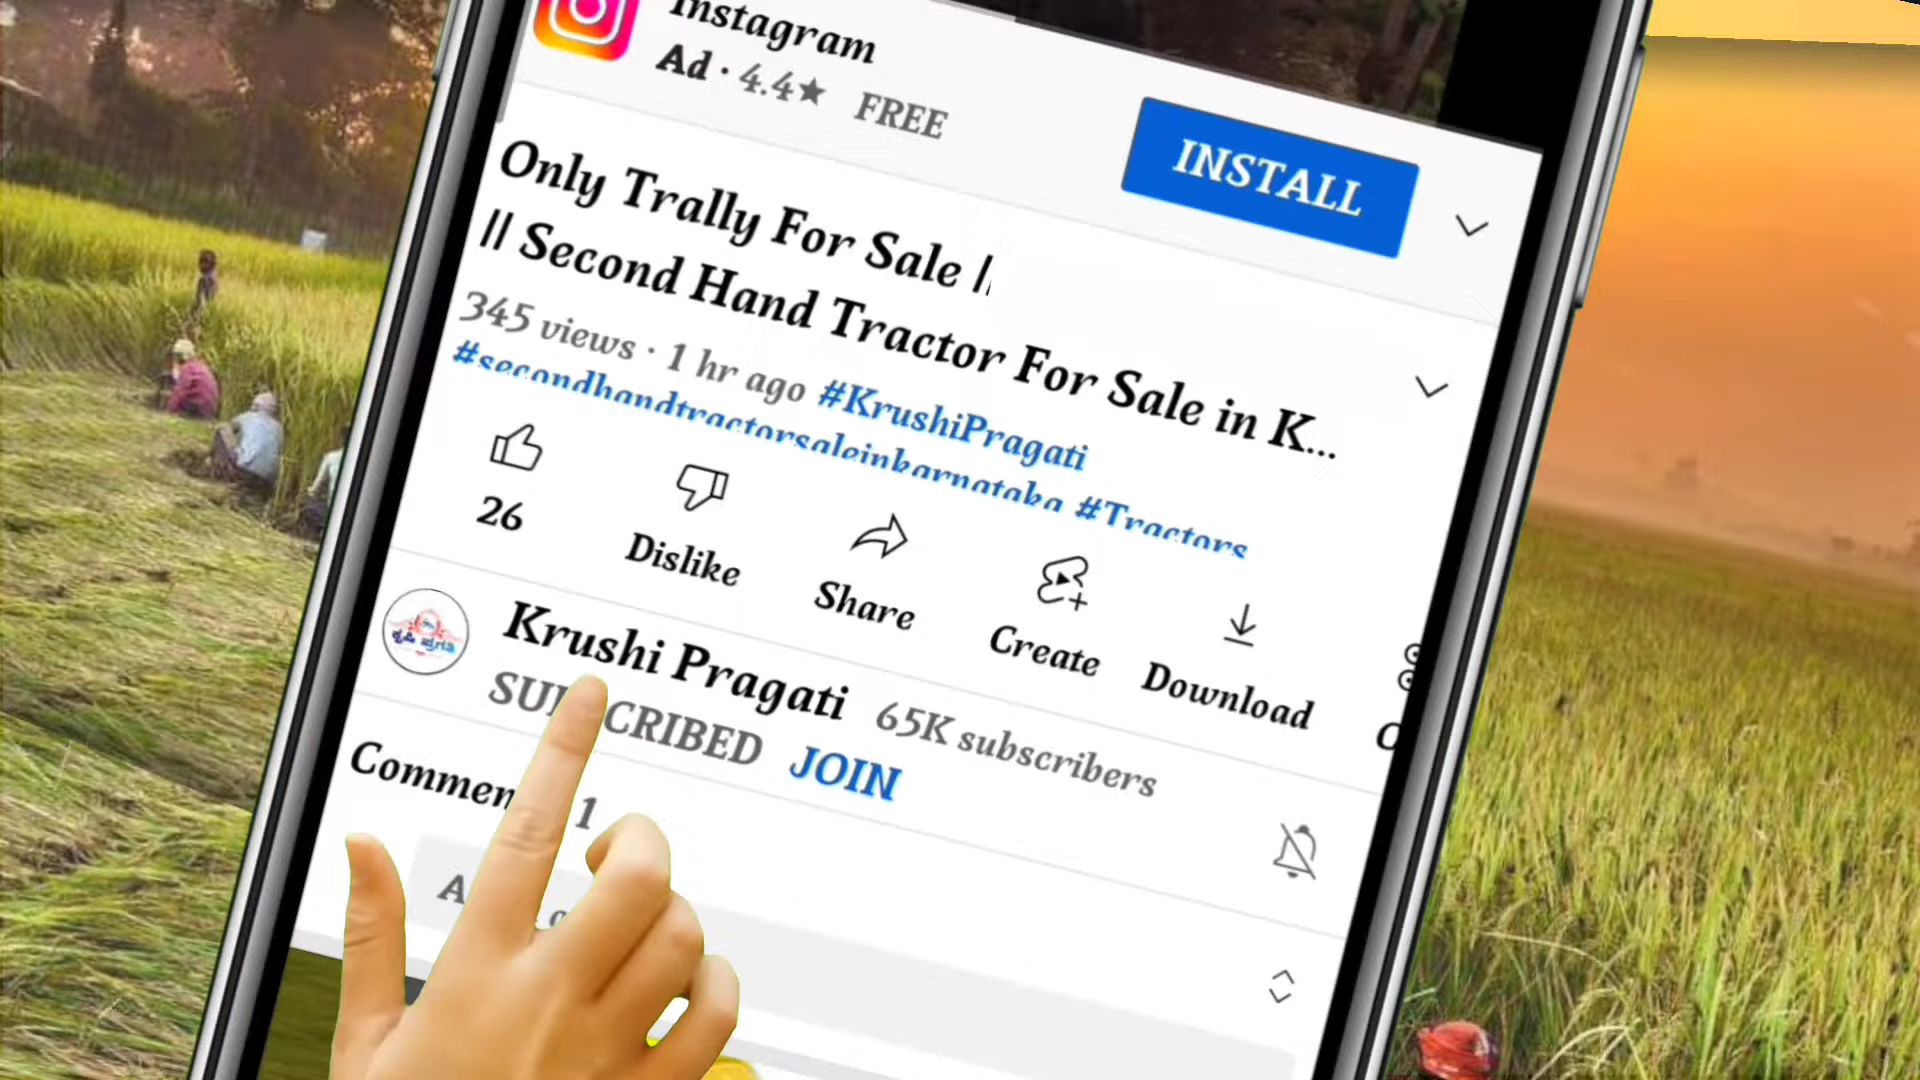 Instagram
Ad · 4.4★ FREE
INSTALL
Only Trally For Sale ||
|| Second Hand Tractor For Sale in K...
345 views · 1 hr ago #KrushiPragati
#secondhandtractorsaleinkarnataka #Tractors
26
Dislike
Share
Create
Download
ಕೃಷಿ ಪ್ರಗತಿ
Krushi Pragati 65K subscribers
JOIN
1